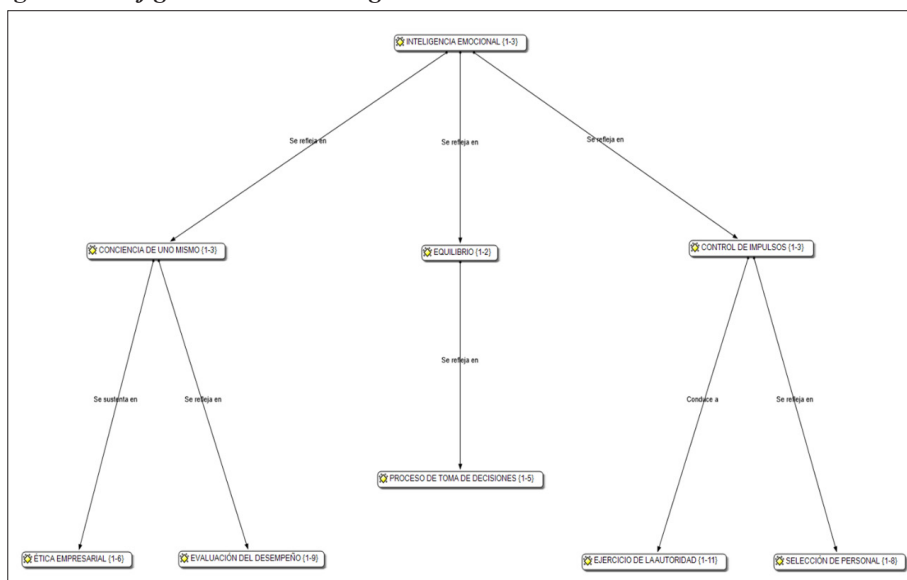 INTELIGENCIA EMOCIONAL {1-3}
Se refleja en
Se refleja en
Se refleja en
CONCIENCIA DE UNO MISMO {1-3}
EQUILIBRIO {1-2}
CONTROL DE IMPULSOS {1-3}
Se sustenta en
Se refleja en
Se refleja en
Conduce a
Se refleja en
PROCESO DE TOMA DE DECISIONES {1-5}
ÉTICA EMPRESARIAL {1-6}
EVALUACIÓN DEL DESEMPEÑO {1-9}
EJERCICIO DE LA AUTORIDAD {1-11}
SELECCIÓN DE PERSONAL {1-8}